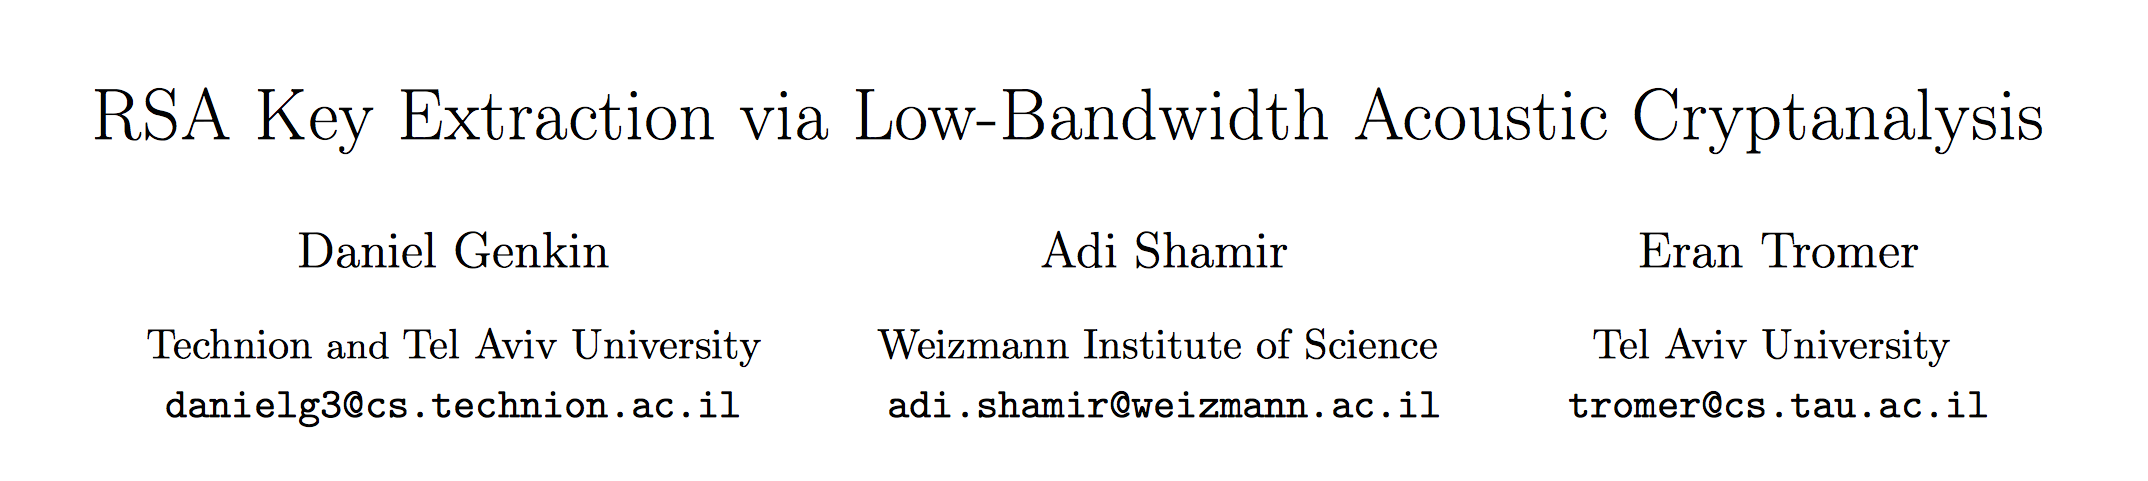 RSA Key Extraction via Low-Bandwidth Acoustic Cryptanalysis
Daniel Genkin
Technion and Tel Aviv University
danielg3@cs.technion.ac.il
Adi Shamir
Weizmann Institute of Science
adi.shamir@weizmann.ac.il
Eran Tromer
Tel Aviv University
tromer@cs.tau.ac.il